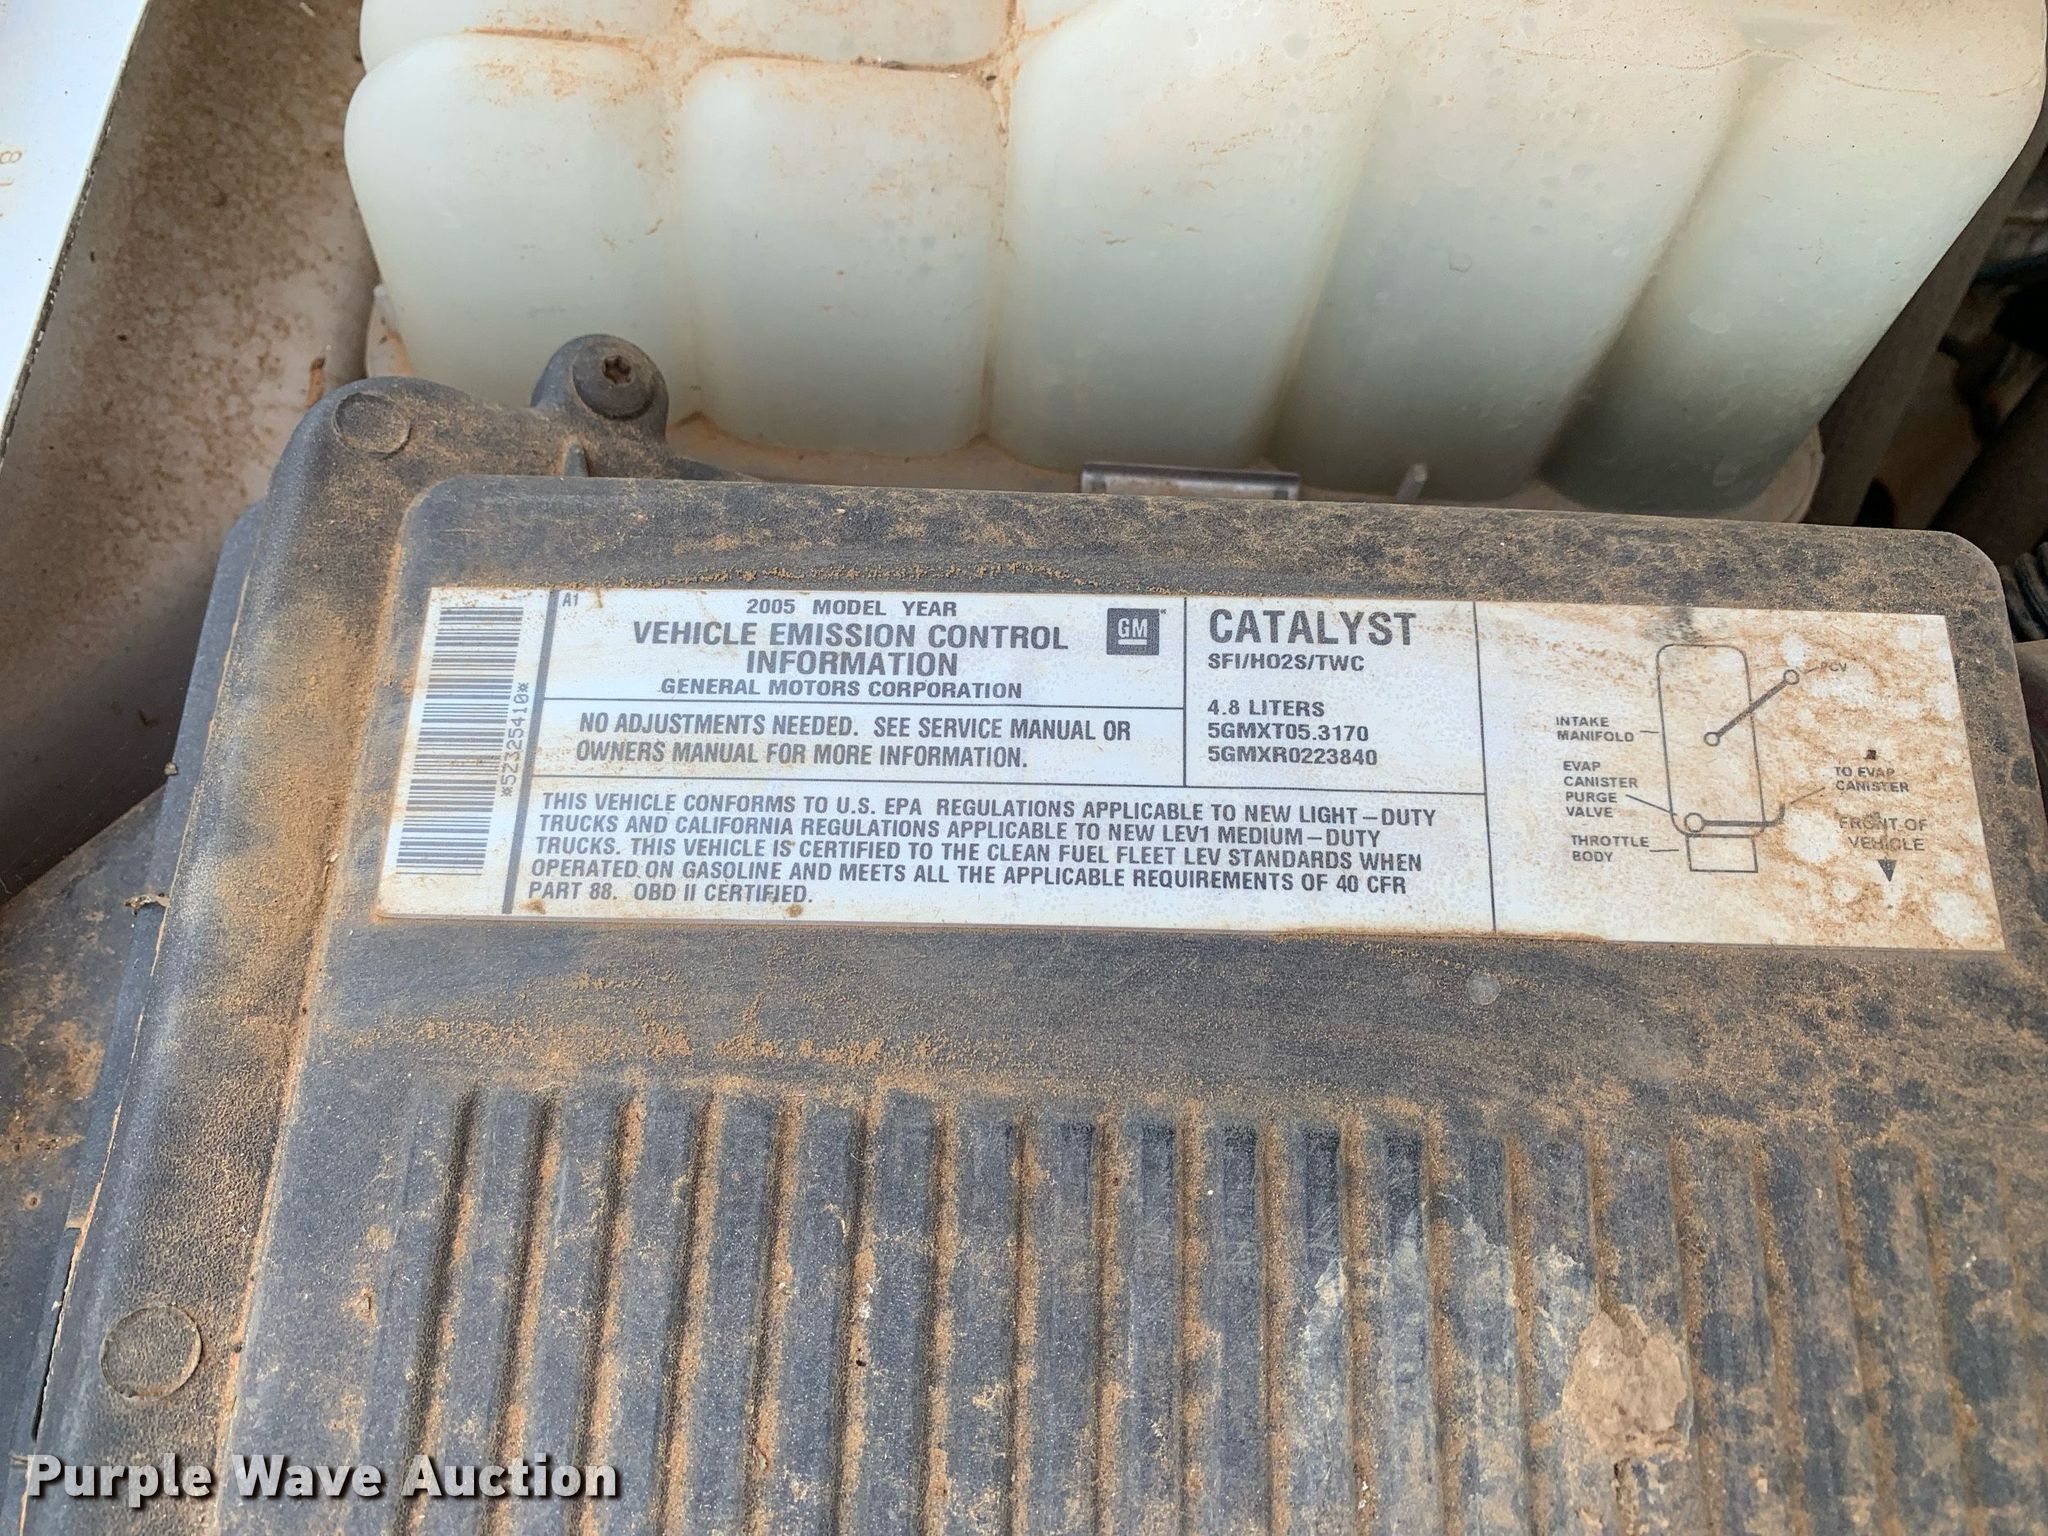 8
A1
2005 MODEL YEAR
VEHICLE EMISSION CONTROL
INFORMATION
GENERAL MOTORS CORPORATION
GM
NO ADJUSTMENTS NEEDED. SEE SERVICE MANUAL OR
OWNERS MANUAL FOR MORE INFORMATION.
CATALYST
SFI/HO2S/TWC
4.8 LITERS
5GMXT05.3170
5GMXR0223840
THIS VEHICLE CONFORMS TO U.S. EPA REGULATIONS APPLICABLE TO NEW LIGHT-DUTY
TRUCKS AND CALIFORNIA REGULATIONS APPLICABLE TO NEW LEV1 MEDIUM-DUTY
TRUCKS. THIS VEHICLE IS CERTIFIED TO THE CLEAN FUEL FLEET LEV STANDARDS WHEN
OPERATED ON GASOLINE AND MEETS ALL THE APPLICABLE REQUIREMENTS OF 40 CFR
PART 88. OBD II CERTIFIED.
*52325410*
PCV
INTAKE
MANIFOLD
EVAP
CANISTER
PURGE
VALVE
THROTTLE
BODY
TO EVAP
CANISTER
FRONT OF
VEHICLE
Purple Wave Auction